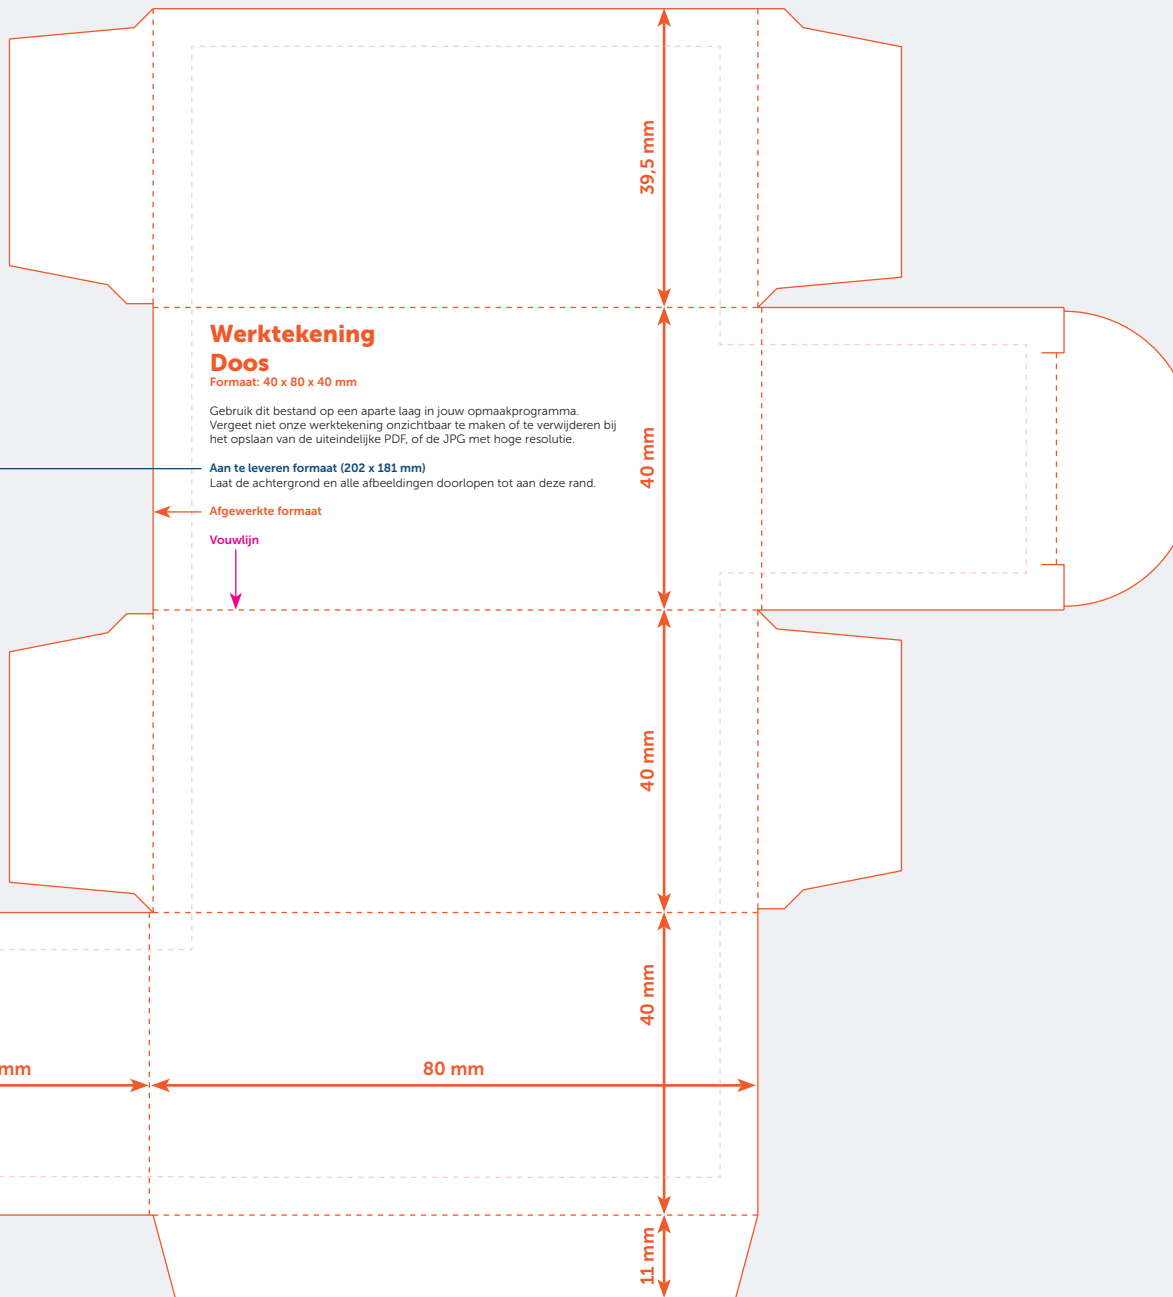 39,5 mm
Werktekening
Doos
Formaat: 40 x 80 x 40 mm
Gebruik dit bestand op een aparte laag in jouw opmaakprogramma.
Vergeet niet onze werktekening onzichtbaar te maken of te verwijderen bij
het opslaan van de uiteindelijke PDF, of de JPG met hoge resolutie.
40 mm
Aan te leveren formaat (202 x 181 mm)
Laat de achtergrond en alle afbeeldingen doorlopen tot aan deze rand.
Afgewerkte formaat
Vouwlijn
40 mm
40 mm
mm
80 mm
11 mm